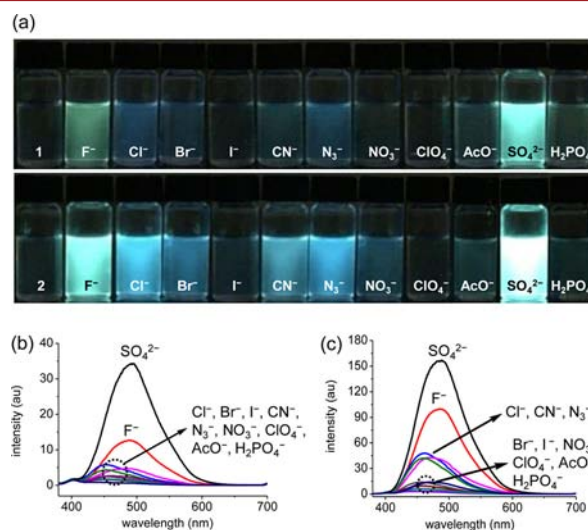 (a)
1 F⁻ Cl⁻ Br⁻ I⁻ CN⁻ N₃⁻ NO₃⁻ ClO₄⁻ AcO⁻ SO₄²⁻ H₂PO₄
2 F⁻ Cl⁻ Br⁻ I⁻ CN⁻ N₃⁻ NO₃⁻ ClO₄⁻ AcO⁻ SO₄²⁻ H₂PO₄
(b)
40
30
20
10
0
intensity (au)
SO₄²⁻
F⁻
Cl⁻, Br⁻, I⁻, CN⁻,
N₃⁻, NO₃⁻, ClO₄⁻,
AcO⁻, H₂PO₄⁻
400 500 600 700
wavelength (nm)
(c)
180
150
120
90
60
30
0
intensity (au)
SO₄²⁻
F⁻
Cl⁻, CN⁻, N₃⁻
Br⁻, I⁻, NO₃
ClO₄⁻, AcO
H₂PO₄⁻
400 500 600 700
wavelength (nm)